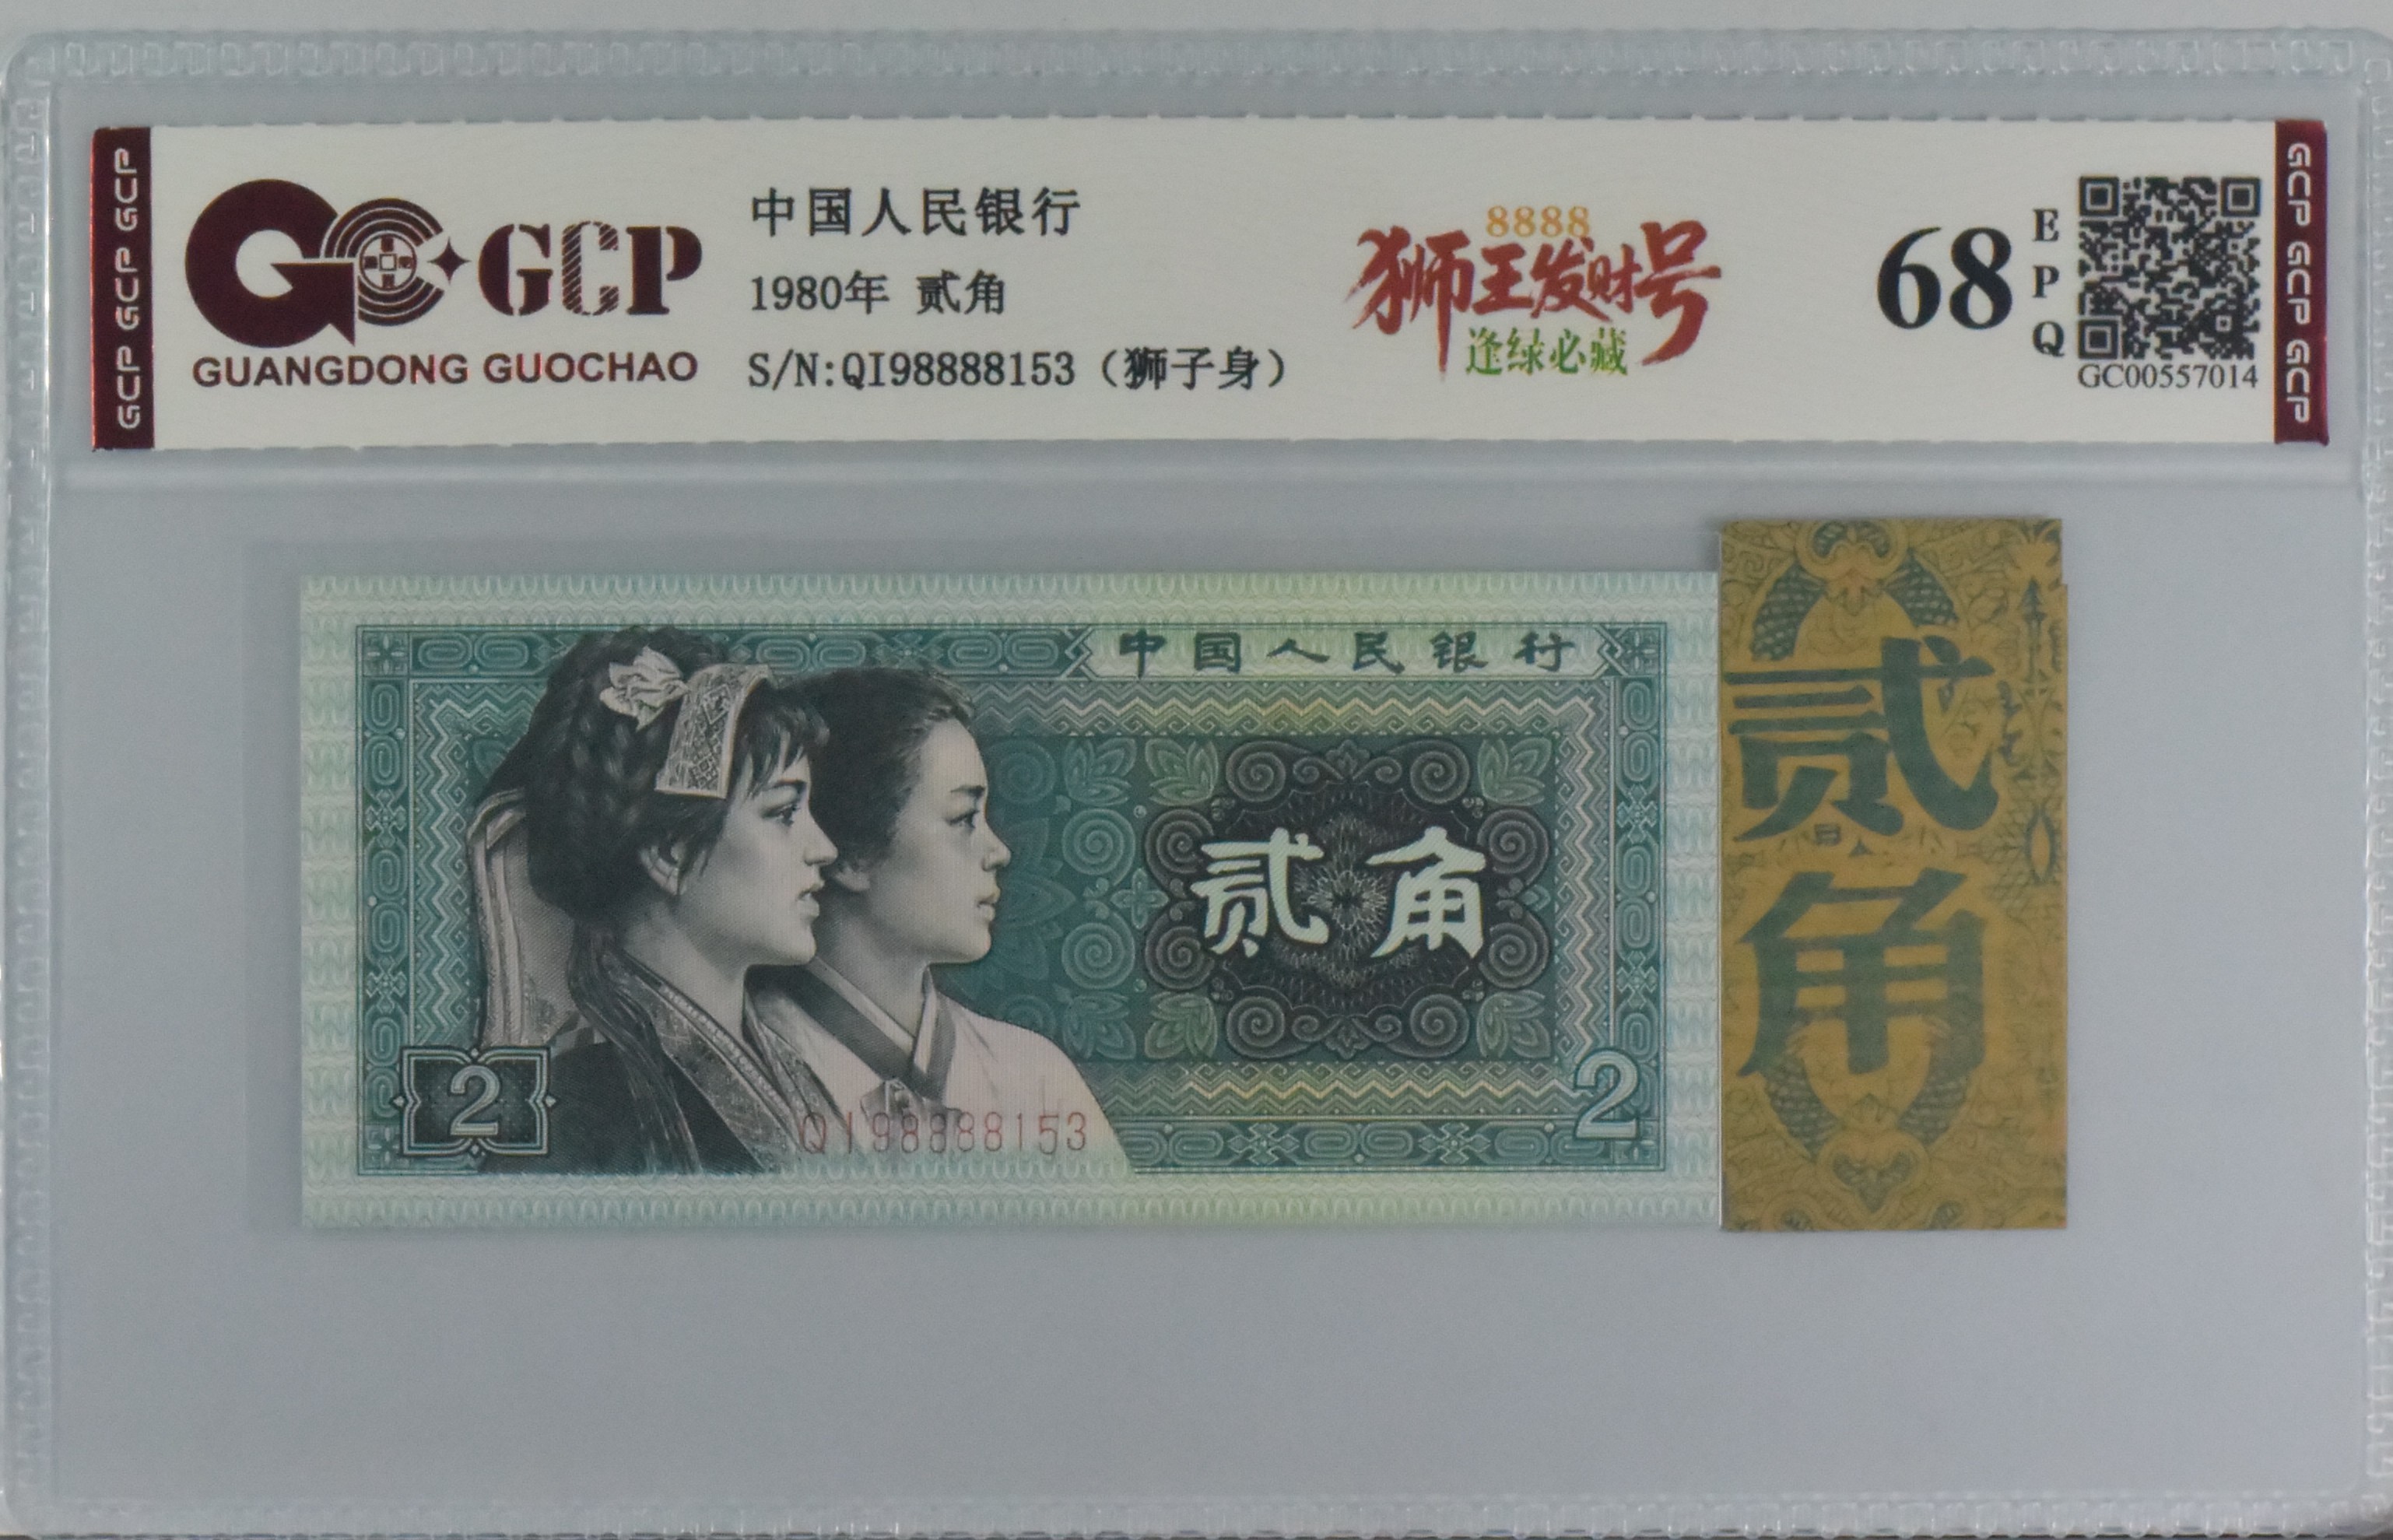 GCP GCP GCP
GCP
GUANGDONG GUOCHAO
中国人民银行
1980年 贰角
S/N:QI98888153（狮子身）
8888
狮王发财号
逢绿必藏
68
EPQ
GC00557014
GCP GCP GCP
中国人民银行
贰角
2
QI98888153
2
贰角